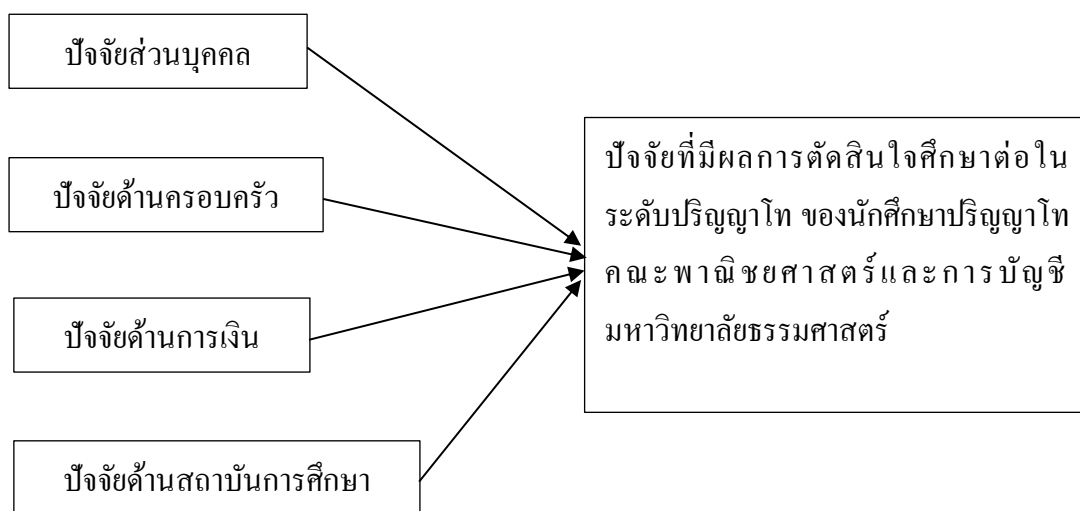 ปัจจัยส่วนบุคคล
ปัจจัยด้านครอบครัว
ปัจจัยด้านการเงิน
ปัจจัยด้านสถาบันการศึกษา
ปัจจัยที่มีผลการตัดสินใจศึกษาต่อใน
ระดับปริญญาโท ของนักศึกษาปริญญาโท
คณะพาณิชยศาสตร์และการบัญชี
มหาวิทยาลัยธรรมศาสตร์